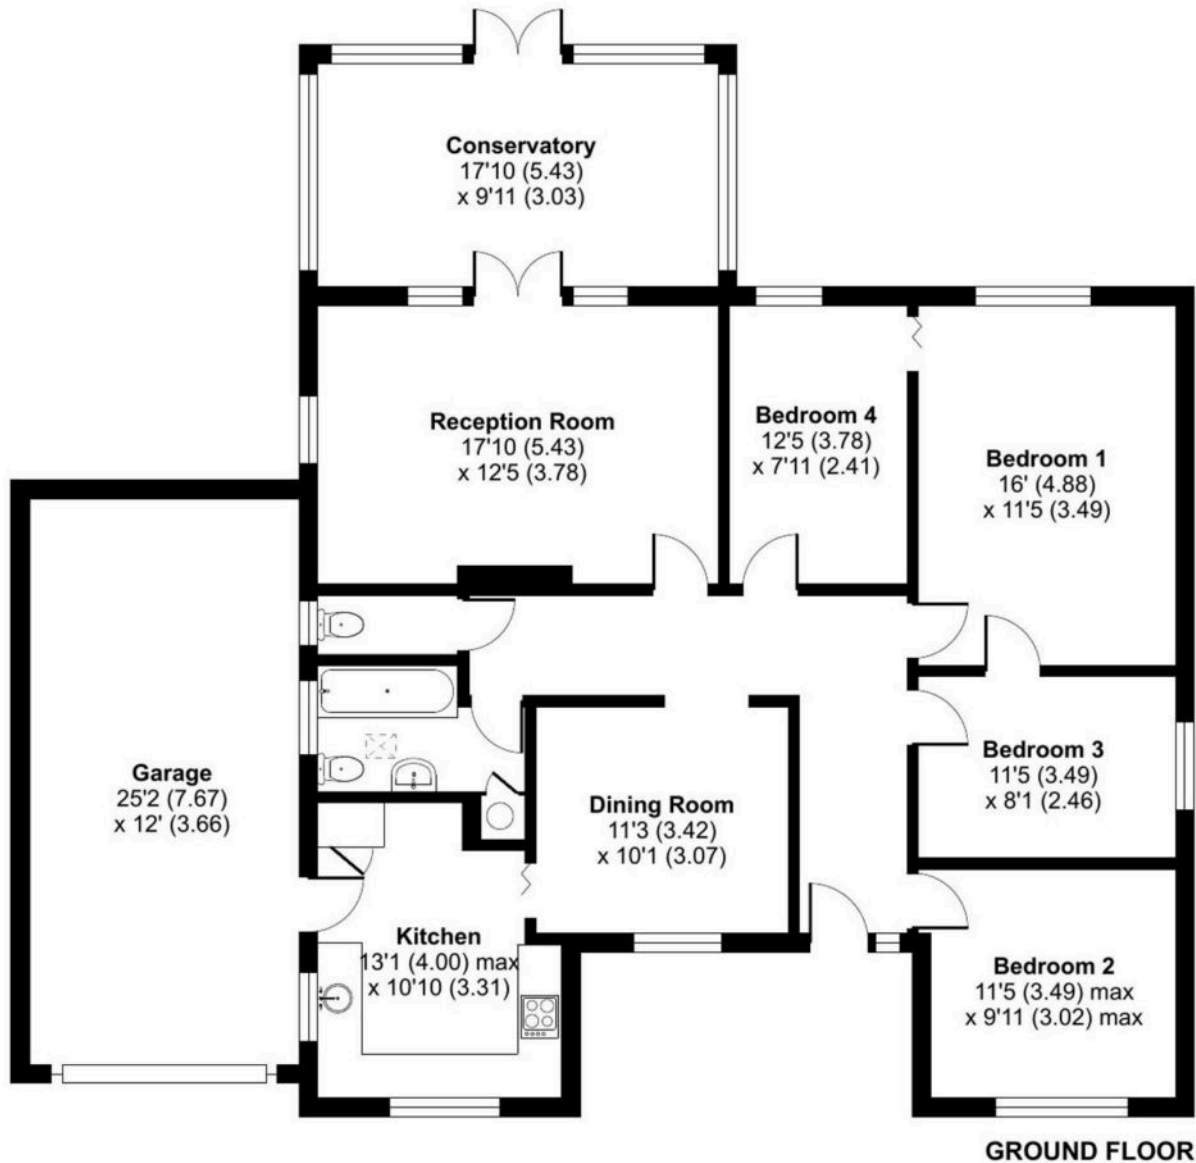 Conservatory
17'10 (5.43)
x 9'11 (3.03)
Reception Room
17'10 (5.43)
x 12'5 (3.78)
Bedroom 4
12'5 (3.78)
x 7'11 (2.41)
Bedroom 1
16' (4.88)
x 11'5 (3.49)
Garage
25'2 (7.67)
x 12' (3.66)
Dining Room
11'3 (3.42)
x 10'1 (3.07)
Bedroom 3
11'5 (3.49)
x 8'1 (2.46)
Kitchen
13'1 (4.00) max
x 10'10 (3.31)
Bedroom 2
11'5 (3.49) max
x 9'11 (3.02) max
GROUND FLOOR